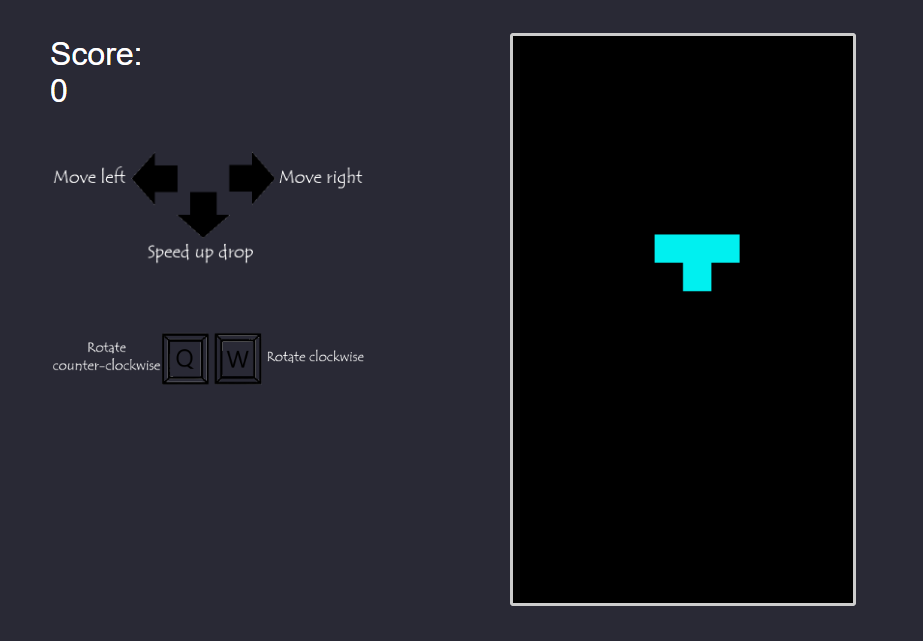 Score:
0
Move left
Move right
Speed up drop
Rotate
counter-clockwise
Q
W
Rotate clockwise